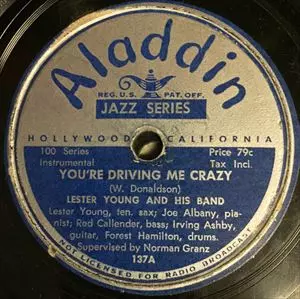 Aladdin
REG. U.S. PAT. OFF.
JAZZ SERIES
HOLLYWOOD CALIFORNIA
100 Series Price 79c
Instrumental Tax Incl.
YOU'RE DRIVING ME CRAZY
(W. Donaldson)
LESTER YOUNG AND HIS BAND
Lester Young, ten. sax; Joe Albany, pia-
nist; Red Callender, bass; Irving Ashby,
guitar, Forest Hamilton, drums.
Supervised by Norman Granz
137A
NOT LICENSED FOR RADIO BROADCAST